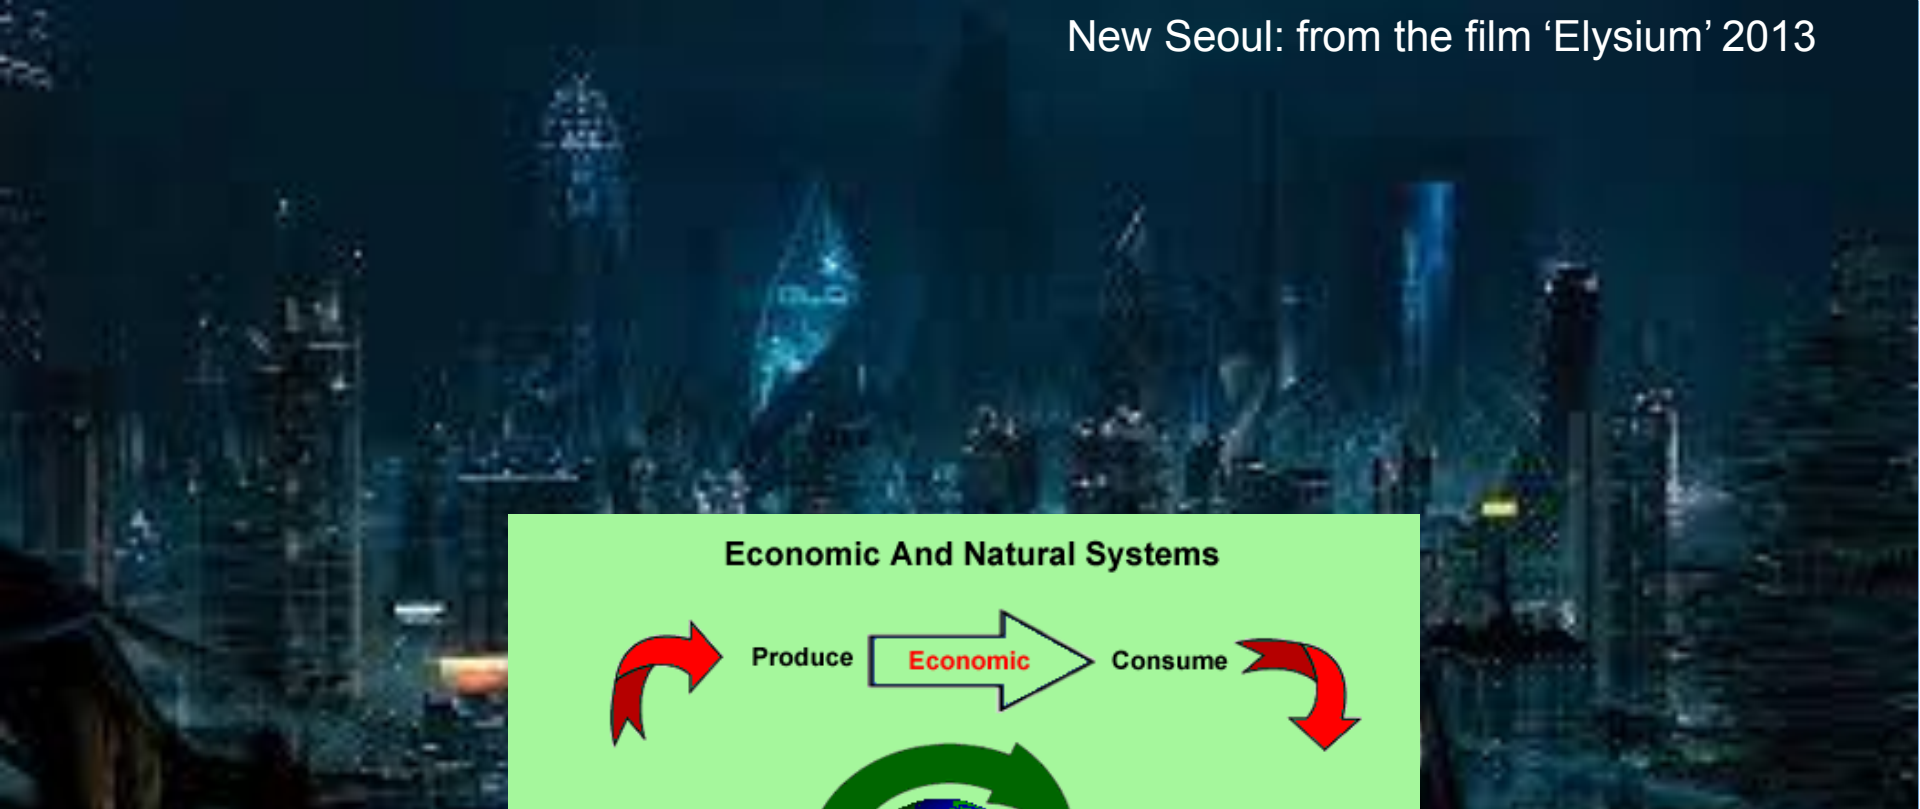 New Seoul: from the film ‘Elysium’ 2013
Economic And Natural Systems
Produce
Economic
Consume